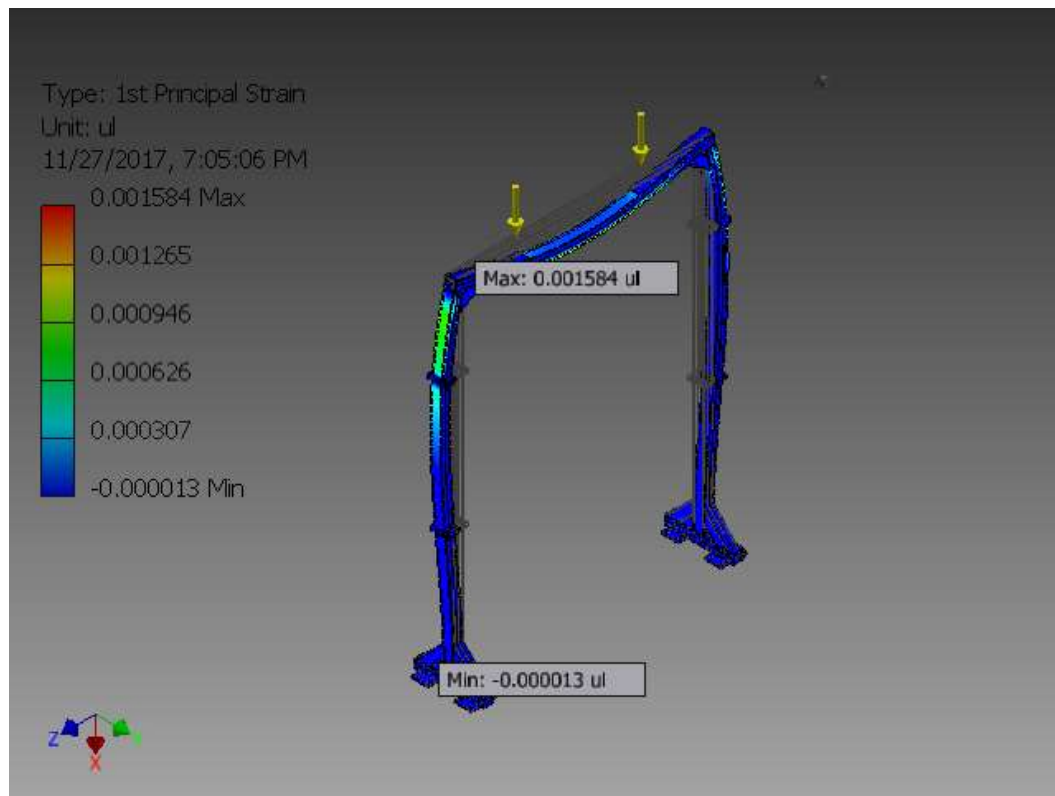 Type: 1st Principal Strain
Unit: ul
11/27/2017, 7:05:06 PM
0.001584 Max
0.001265
0.000946
0.000626
0.000307
-0.000013 Min
Max: 0.001584 ul
Min: -0.000013 ul
Z
X